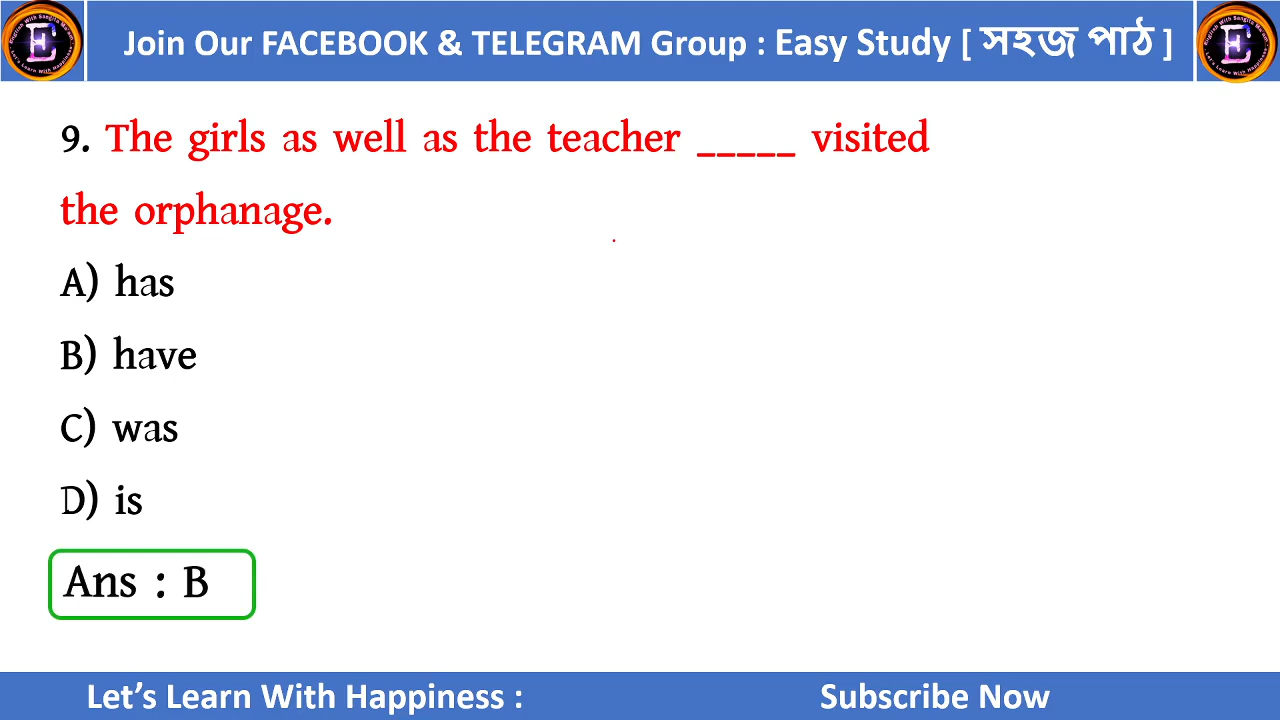 Join Our FACEBOOK & TELEGRAM Group : Easy Study [ সহজ পাঠ ]
9. The girls as well as the teacher _____ visited
the orphanage.
A) has
B) have
C) was
D) is
Ans : B
Let’s Learn With Happiness :
Subscribe Now